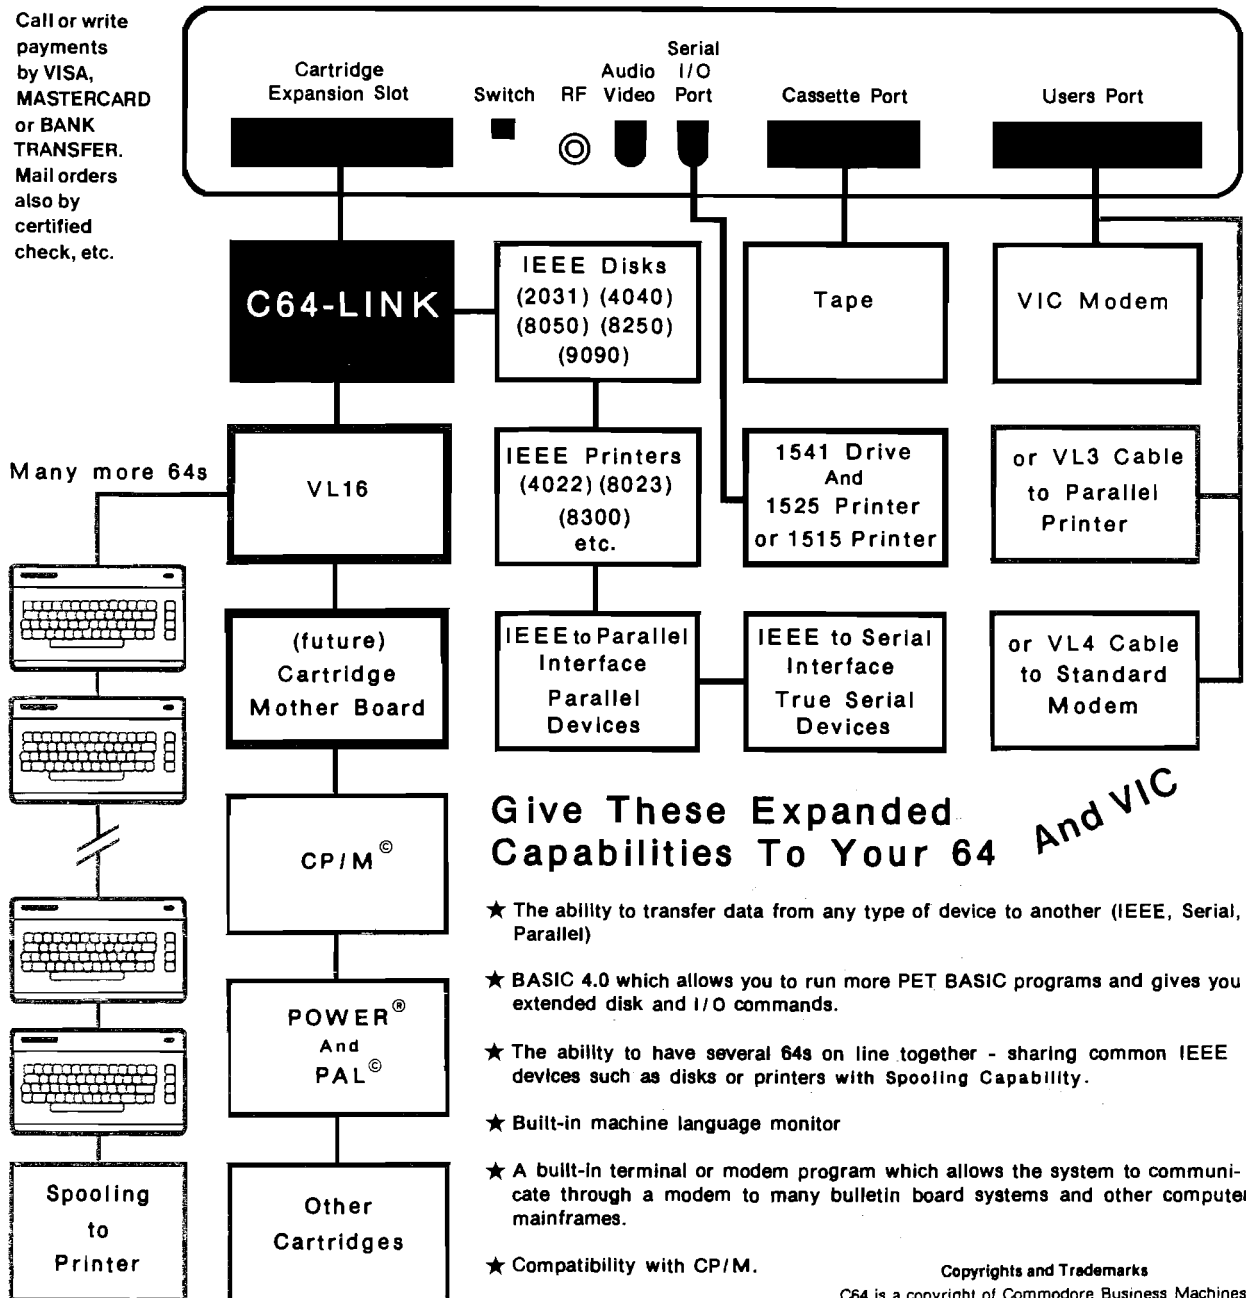 Call or write
payments
by VISA,
MASTERCARD
or BANK
TRANSFER.
Mail orders
also by
certified
check, etc.
Cartridge
Expansion Slot
Switch
RF
Audio
Video
Serial
I/O
Port
Cassette Port
Users Port
C64-LINK
IEEE Disks
(2031) (4040)
(8050) (8250)
(9090)
Tape
VIC Modem
Many more 64s
VL16
IEEE Printers
(4022) (8023)
(8300)
etc.
1541 Drive
And
1525 Printer
or 1515 Printer
or VL3 Cable
to Parallel
Printer
(future)
Cartridge
Mother Board
IEEE to Parallel
Interface
Parallel
Devices
IEEE to Serial
Interface
True Serial
Devices
or VL4 Cable
to Standard
Modem
CP/M©
POWER®
And
PAL©
Other
Cartridges
Spooling
to
Printer
Give These Expanded
Capabilities To Your 64
And VIC
★ The ability to transfer data from any type of device to another (IEEE, Serial,
Parallel)
★ BASIC 4.0 which allows you to run more PET BASIC programs and gives you
extended disk and I/O commands.
★ The ability to have several 64s on line together - sharing common IEEE
devices such as disks or printers with Spooling Capability.
★ Built-in machine language monitor
★ A built-in terminal or modem program which allows the system to communi-
cate through a modem to many bulletin board systems and other computer
mainframes.
★ Compatibility with CP/M.
Copyrights and Trademarks
C64 is a copyright of Commodore Business Machines